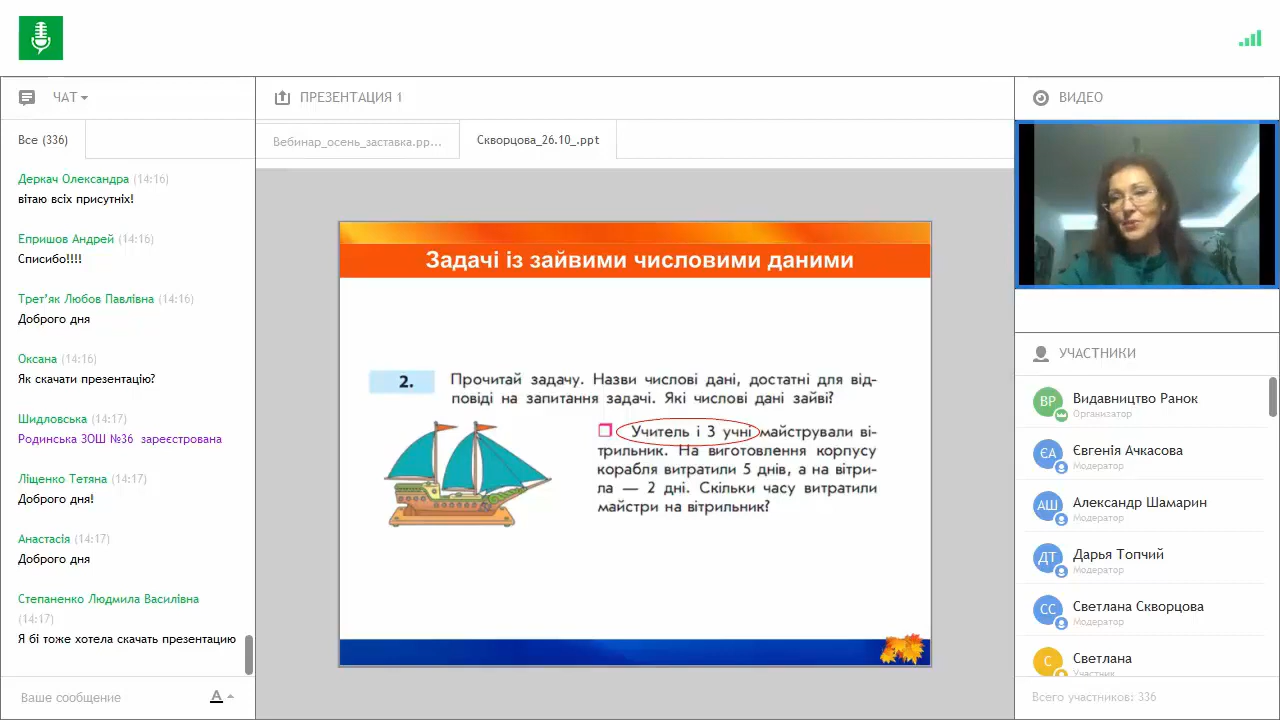 ЧАТ
ПРЕЗЕНТАЦИЯ 1
ВИДЕО
Все (336)
Вебинар_осень_заставка.pp...
Скворцова_26.10_.ppt
Деркач Олександра (14:16)
вітаю всіх присутніх!
Епришов Андрей (14:16)
Списибо!!!!
Трет’як Любов Павлівна (14:16)
Доброго дня
Оксана (14:16)
Як скачати презентацію?
Шидловська (14:17)
Родинська ЗОШ №36 зареєстрована
Ліщенко Тетяна (14:17)
Доброго дня!
Анастасія (14:17)
Доброго дня
Степаненко Людмила Василівна
(14:17)
Я бі тоже хотела скачать презентацию
Ваше сообщение
A
Задачі із зайвими числовими даними
2.
Прочитай задачу. Назви числові дані, достатні для від-
повіді на запитання задачі. Які числові дані зайві?
Учитель і 3 учні майстрували ві-
трильник. На виготовлення корпусу
корабля витратили 5 днів, а на вітри-
ла — 2 дні. Скільки часу витратили
майстри на вітрильник?
УЧАСТНИКИ
ВР
Видавництво Ранок
Организатор
ЄА
Євгенія Ачкасова
Модератор
АШ
Александр Шамарин
Модератор
ДТ
Дарья Топчий
Модератор
СС
Светлана Скворцова
Модератор
С
Светлана
Участник
Всего участников: 336